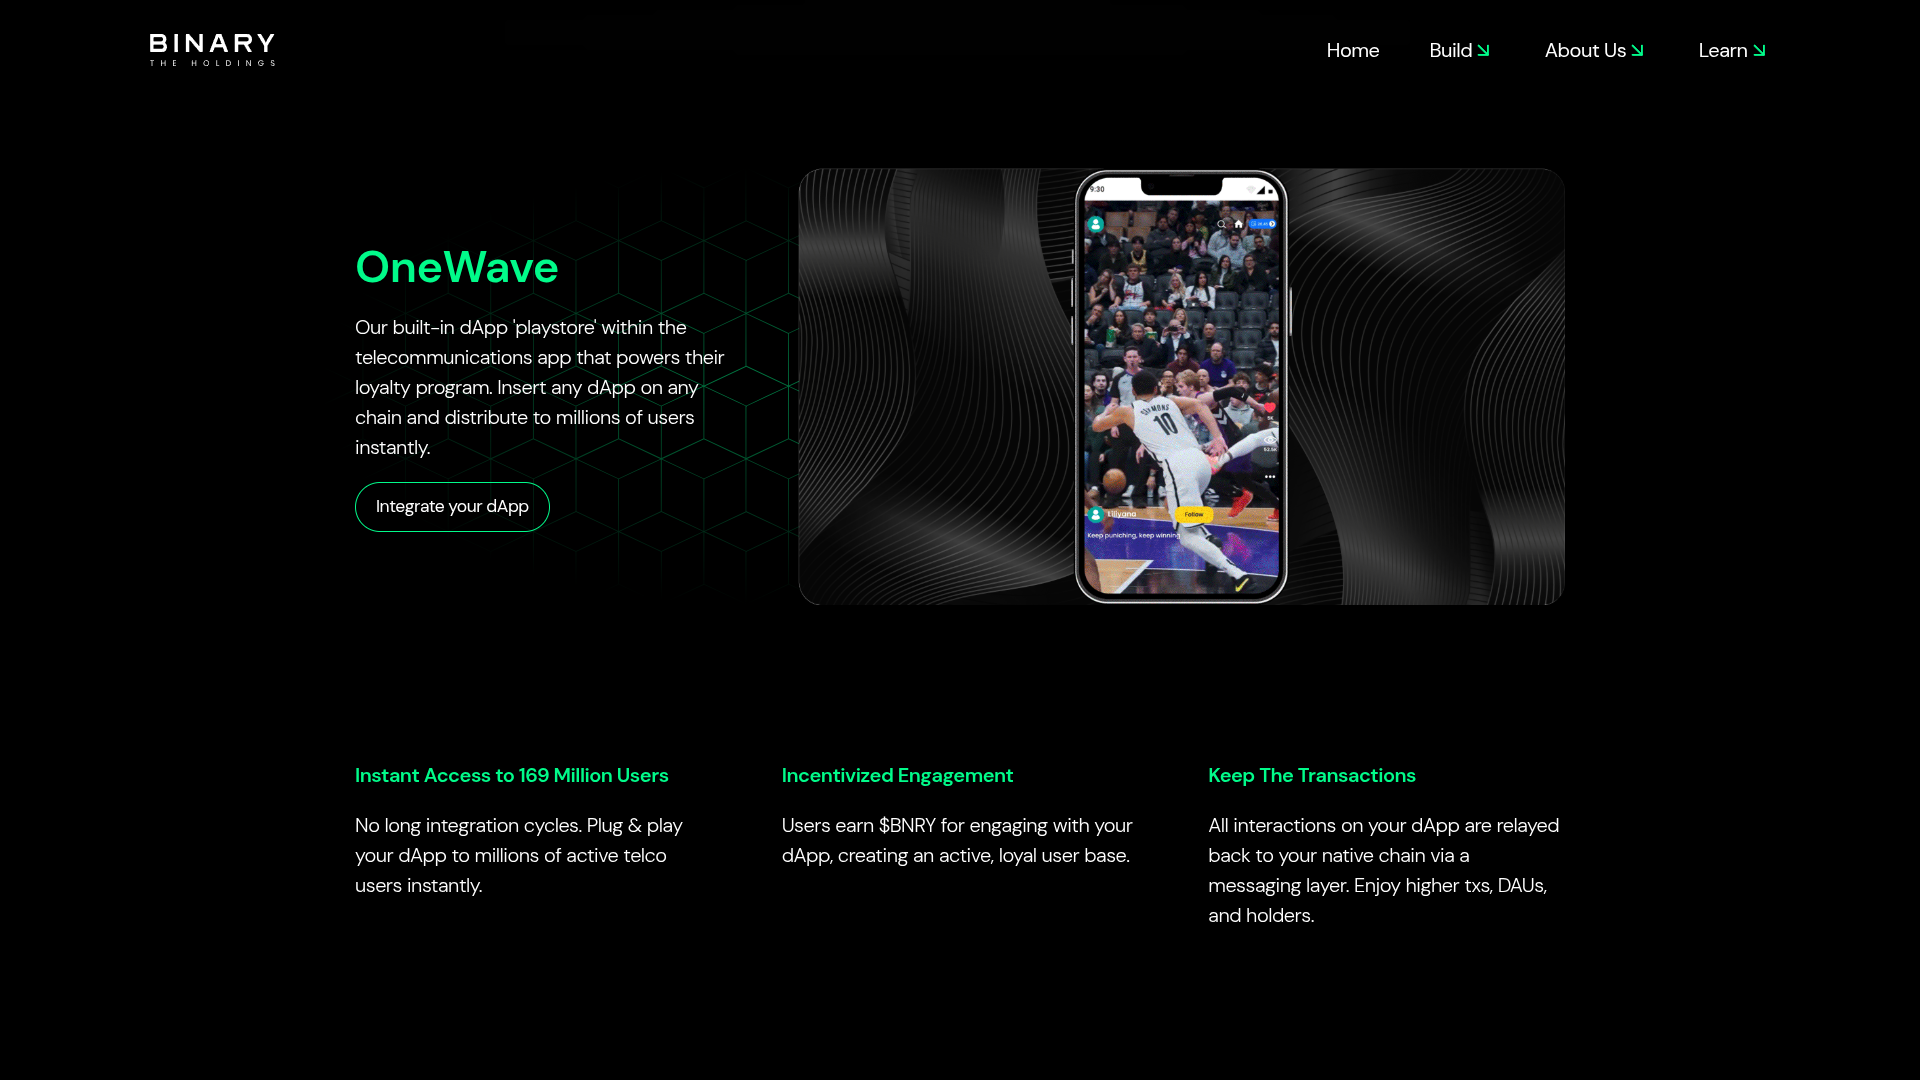 BINARY
THE HOLDINGS
Home
Build
About Us
Learn
OneWave
Our built-in dApp 'playstore' within the
telecommunications app that powers their
loyalty program. Insert any dApp on any
chain and distribute to millions of users
instantly.
Integrate your dApp
9:30
SIMMONS
10
5K
52.5K
tiliyana
Follow
Keep punching, keep winning
Instant Access to 169 Million Users
No long integration cycles. Plug & play
your dApp to millions of active telco
users instantly.
Incentivized Engagement
Users earn $BNRY for engaging with your
dApp, creating an active, loyal user base.
Keep The Transactions
All interactions on your dApp are relayed
back to your native chain via a
messaging layer. Enjoy higher txs, DAUs,
and holders.